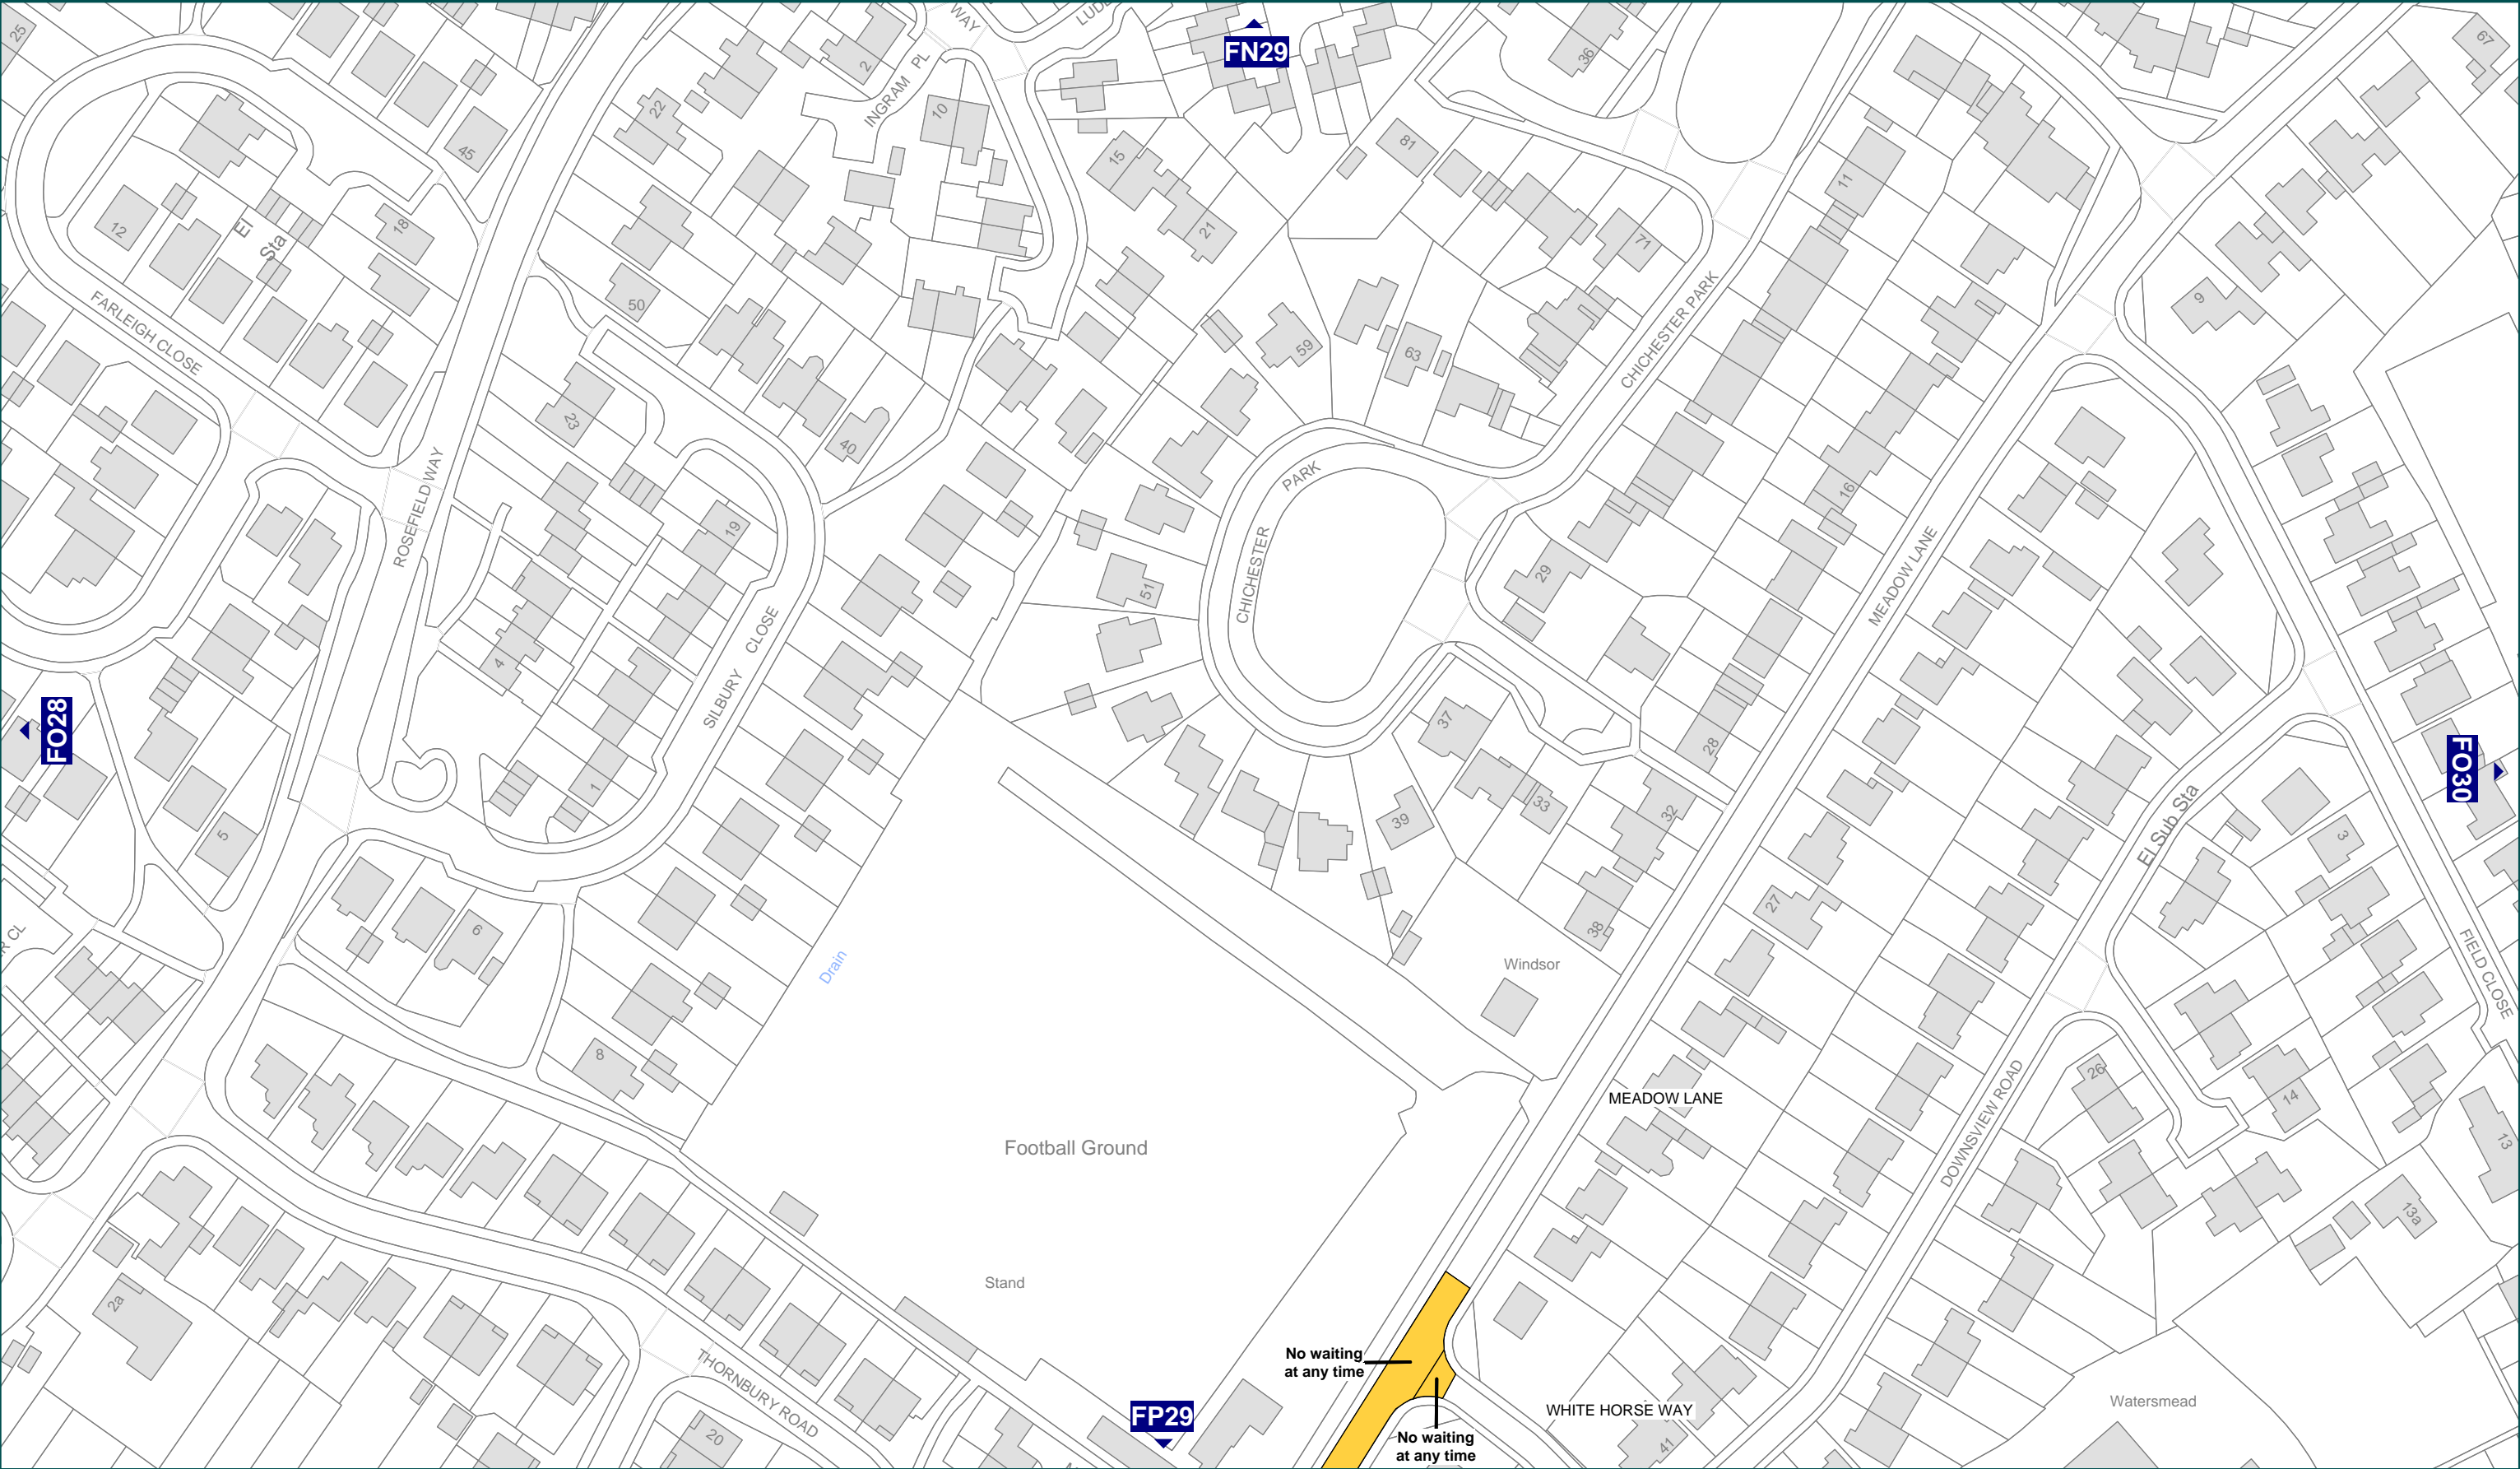 25
WAY
LUDL
FN29
67
36
2
INGRAM PL
22
10
81
45
15
11
12
El
Sta
18
21
71
50
9
FARLEIGH CLOSE
CHICHESTER PARK
59
63
23
40
PARK
16
ROSEFIELD WAY
19
CHICHESTER
29
MEADOW LANE
51
4
SILBURY CLOSE
37
28
FO28
FO30
1
33
32
39
El Sub Sta
3
5
27
6
38
R CL
Drain
Windsor
FIELD CLOSE
8
26
MEADOW LANE
14
DOWNSVIEW ROAD
13
Football Ground
13a
Stand
2a
No waiting
at any time
THORNBURY ROAD
Watersmead
WHITE HORSE WAY
FP29
20
41
No waiting
at any time